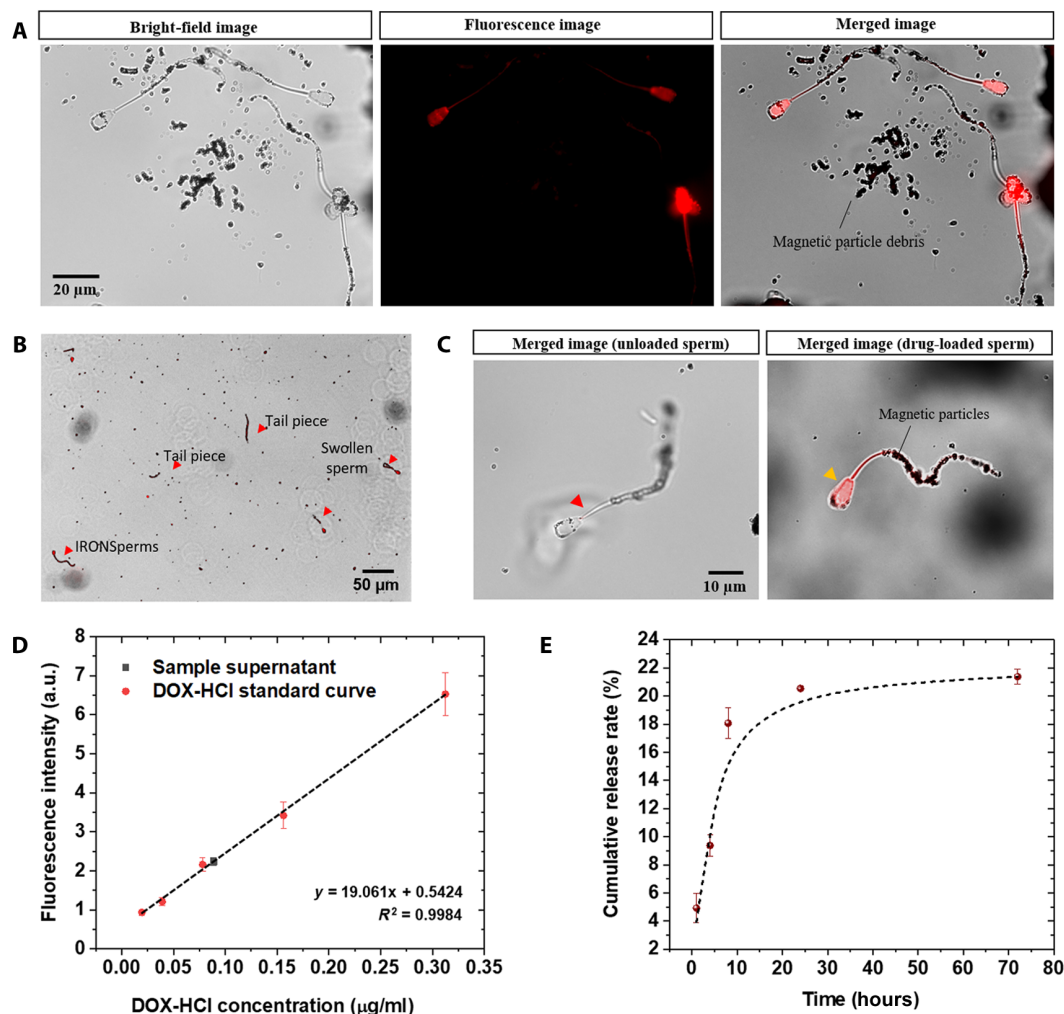 A
Bright-field image
Fluorescence image
Merged image
20 µm
Magnetic particle debris
B
Tail piece
Tail piece
Swollen
sperm
IRONSperms
50 µm
C
Merged image (unloaded sperm)
Merged image (drug-loaded sperm)
Magnetic particles
10 µm
D
Fluorescence intensity (a.u.)
8
7
6
5
4
3
2
1
0
Sample supernatant
DOX-HCl standard curve
y = 19.061x + 0.5424
R² = 0.9984
0.00 0.05 0.10 0.15 0.20 0.25 0.30 0.35
DOX-HCl concentration (µg/ml)
E
Cumulative release rate (%)
24
22
20
18
16
14
12
10
8
6
4
2
0 10 20 30 40 50 60 70 80
Time (hours)